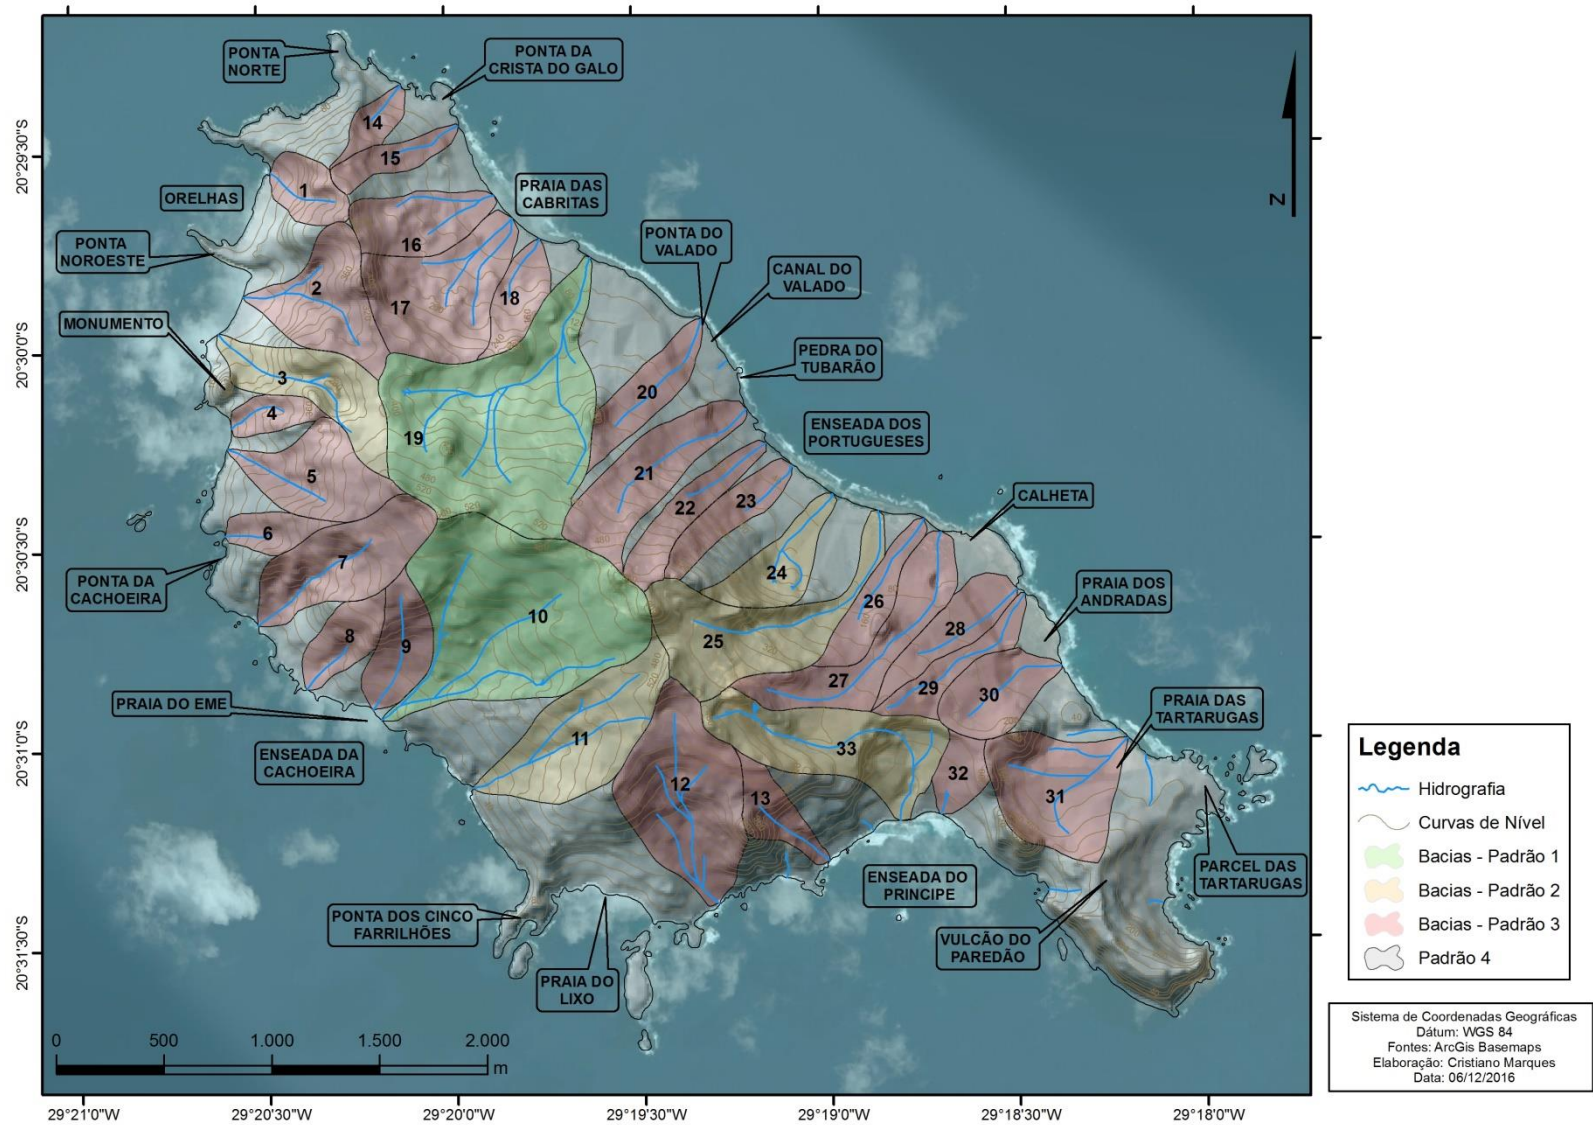 PONTA
NORTE
PONTA DA
CRISTA DO GALO
ORELHAS
PRAIA DAS
CABRITAS
PONTA
NOROESTE
PONTA DO
VALADO
CANAL DO
VALADO
MONUMENTO
PEDRA DO
TUBARÃO
ENSEADA DOS
PORTUGUESES
CALHETA
PONTA DA
CACHOEIRA
PRAIA DOS
ANDRADAS
PRAIA DO EME
PRAIA DAS
TARTARUGAS
ENSEADA DA
CACHOEIRA
PARCEL DAS
TARTARUGAS
ENSEADA DO
PRINCIPE
PONTA DOS CINCO
FARRILHÕES
VULCÃO DO
PAREDÃO
PRAIA DO
LIXO
1
2
3
4
5
6
7
8
9
10
11
12
13
14
15
16
17
18
19
20
21
22
23
24
25
26
27
28
29
30
31
32
33
N
20°29'30"S
20°30'0"S
20°30'30"S
20°31'0"S
20°31'30"S
0 500 1.000 1.500 2.000
m
29°21'0"W 29°20'30"W 29°20'0"W 29°19'30"W 29°19'0"W 29°18'30"W 29°18'0"W
Legenda
Hidrografia
Curvas de Nível
Bacias - Padrão 1
Bacias - Padrão 2
Bacias - Padrão 3
Padrão 4
Sistema de Coordenadas Geográficas
Dátum: WGS 84
Fontes: ArcGis Basemaps
Elaboração: Cristiano Marques
Data: 06/12/2016